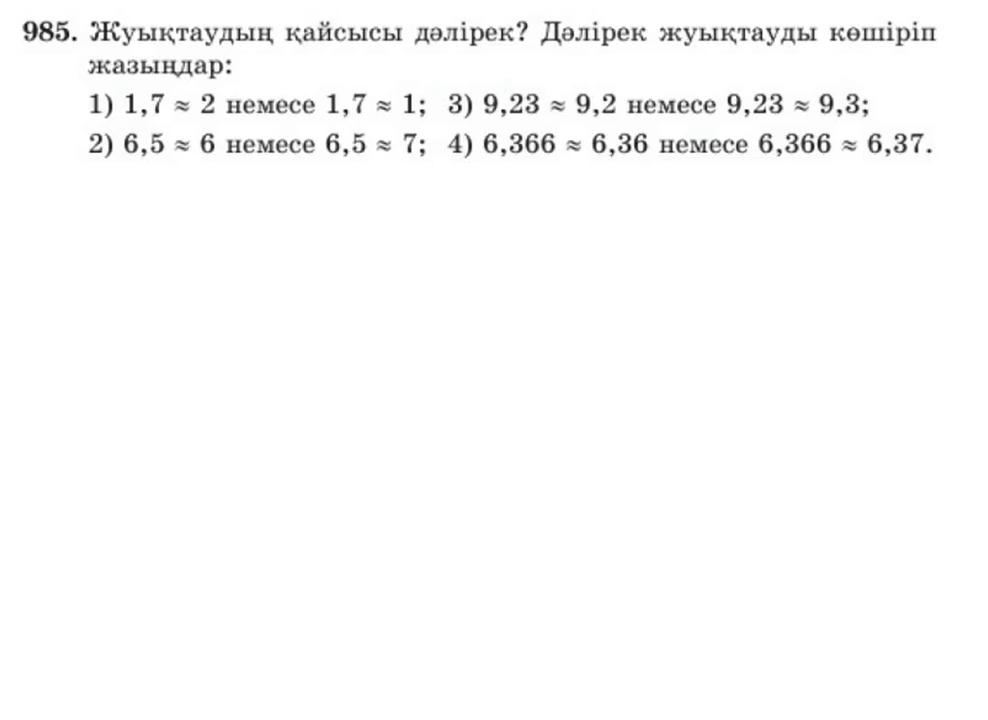 985. Жуықтаудың қайсысы дәлірек? Дәлірек жуықтауды көшіріп
жазыңдар:
1) 1,7 ≈ 2 немесе 1,7 ≈ 1; 3) 9,23 ≈ 9,2 немесе 9,23 ≈ 9,3;
2) 6,5 ≈ 6 немесе 6,5 ≈ 7; 4) 6,366 ≈ 6,36 немесе 6,366 ≈ 6,37.